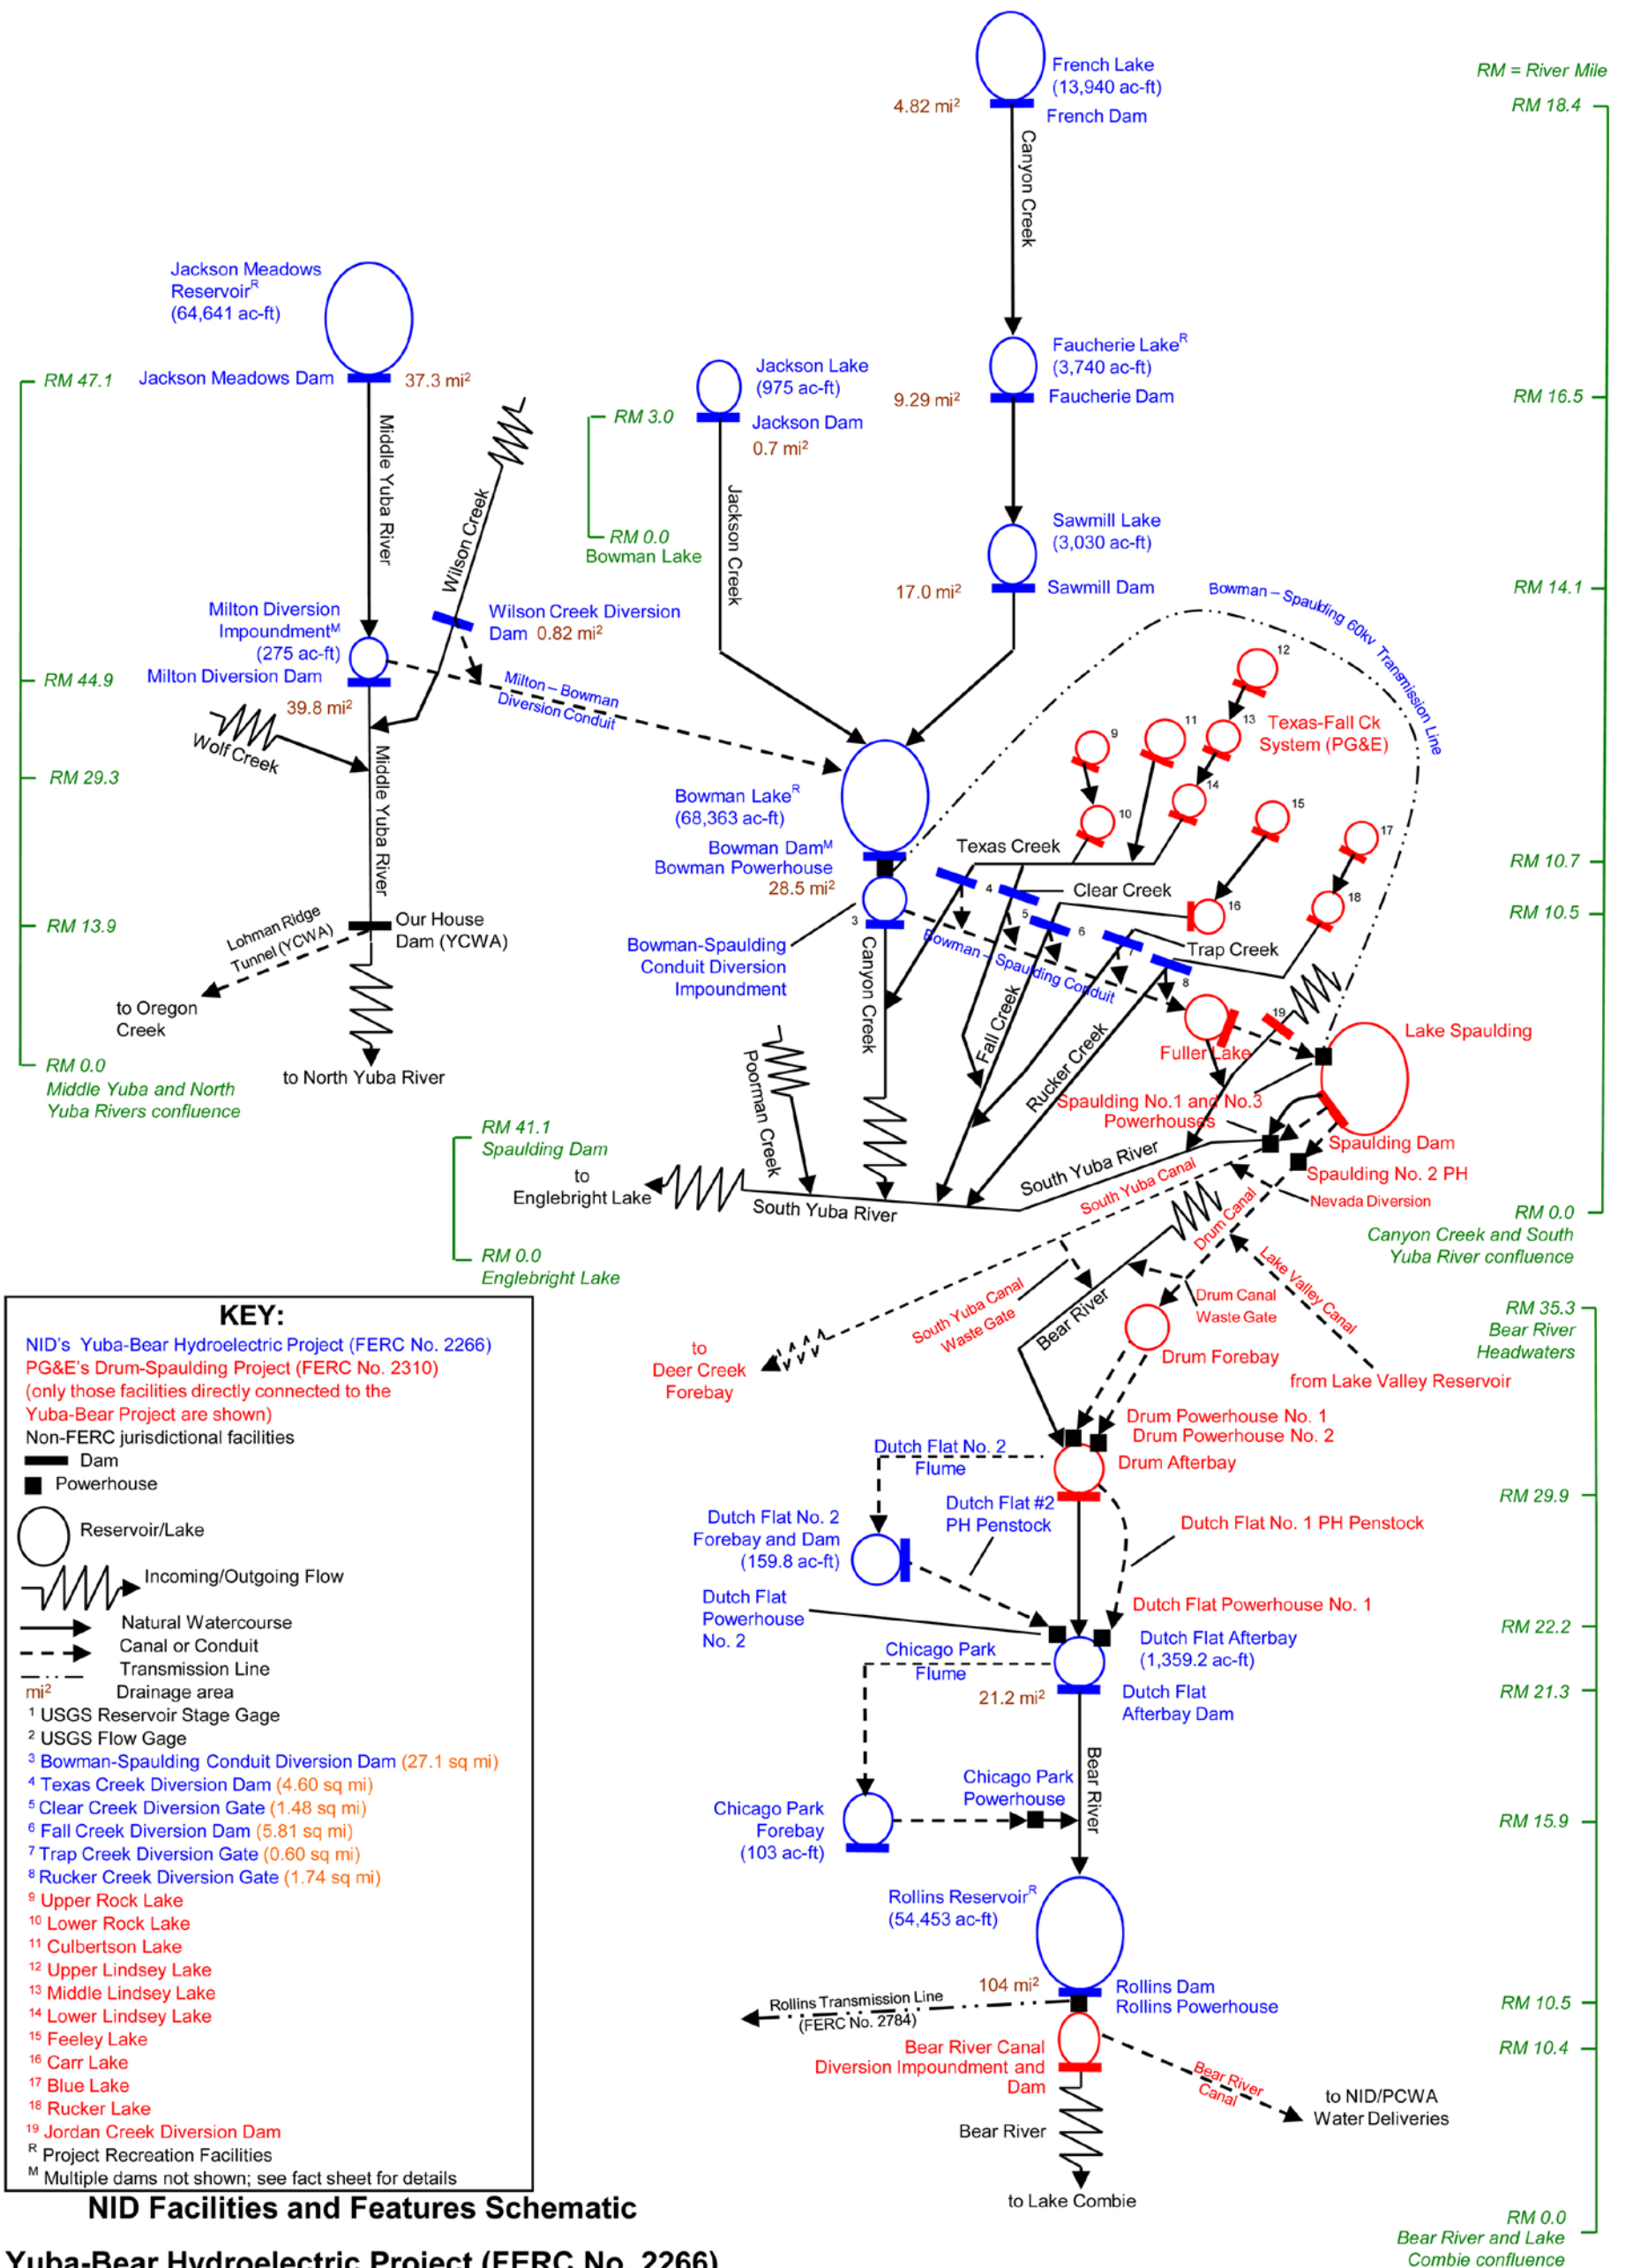 French Lake
(13,940 ac-ft)
French Dam
4.82 mi²
RM = River Mile
RM 18.4
Canyon Creek
Jackson Meadows
Reservoirᴿ
(64,641 ac-ft)
Jackson Meadows Dam
37.3 mi²
RM 47.1
Jackson Lake
(975 ac-ft)
Jackson Dam
0.7 mi²
RM 3.0
RM 0.0
Bowman Lake
Faucherie Lakeᴿ
(3,740 ac-ft)
9.29 mi²
Faucherie Dam
RM 16.5
Middle Yuba River
Wilson Creek
Jackson Creek
Sawmill Lake
(3,030 ac-ft)
17.0 mi²
Sawmill Dam
RM 14.1
Milton Diversion
Impoundmentᴹ
(275 ac-ft)
Milton Diversion Dam
39.8 mi²
RM 44.9
Wilson Creek Diversion
Dam 0.82 mi²
Milton – Bowman
Diversion Conduit
Bowman – Spaulding 60kv Transmission Line
Wolf Creek
Middle Yuba River
RM 29.3
12
13
11
9
14
10
15
17
Texas-Fall Ck
System (PG&E)
Bowman Lakeᴿ
(68,363 ac-ft)
Bowman Damᴹ
Bowman Powerhouse
28.5 mi²
Texas Creek
RM 10.7
4
Clear Creek
5
6
16
18
RM 10.5
3
7
Trap Creek
8
Bowman-Spaulding
Conduit Diversion
Impoundment
Bowman – Spaulding Conduit
Canyon Creek
RM 13.9
Our House
Dam (YCWA)
Lohman Ridge
Tunnel (YCWA)
to Oregon
Creek
RM 0.0
Middle Yuba and North
Yuba Rivers confluence
to North Yuba River
Poorman Creek
Fall Creek
Rucker Creek
19
Fuller Lake
Lake Spaulding
Spaulding No.1 and No.3
Powerhouses
Spaulding Dam
Spaulding No. 2 PH
RM 41.1
Spaulding Dam
to
Englebright Lake
South Yuba River
South Yuba River
South Yuba Canal
Nevada Diversion
RM 0.0
Canyon Creek and South
Yuba River confluence
RM 0.0
Englebright Lake
Drum Canal
Lake Valley Canal
South Yuba Canal
Waste Gate
Bear River
Drum Canal
Waste Gate
RM 35.3
Bear River
Headwaters
to
Deer Creek
Forebay
Drum Forebay
from Lake Valley Reservoir
Drum Powerhouse No. 1
Drum Powerhouse No. 2
Drum Afterbay
Dutch Flat No. 2
Flume
RM 29.9
Dutch Flat No. 2
Forebay and Dam
(159.8 ac-ft)
Dutch Flat #2
PH Penstock
Dutch Flat No. 1 PH Penstock
Dutch Flat
Powerhouse
No. 2
Dutch Flat Powerhouse No. 1
RM 22.2
Dutch Flat Afterbay
(1,359.2 ac-ft)
Chicago Park
Flume
21.2 mi²
Dutch Flat
Afterbay Dam
RM 21.3
Bear River
Chicago Park
Powerhouse
Chicago Park
Forebay
(103 ac-ft)
RM 15.9
Rollins Reservoirᴿ
(54,453 ac-ft)
104 mi²
Rollins Dam
Rollins Powerhouse
RM 10.5
Rollins Transmission Line
(FERC No. 2784)
Bear River Canal
Diversion Impoundment and
Dam
RM 10.4
Bear River
Canal
to NID/PCWA
Water Deliveries
Bear River
to Lake Combie
RM 0.0
Bear River and Lake
Combie confluence
KEY:
NID's Yuba-Bear Hydroelectric Project (FERC No. 2266)
PG&E's Drum-Spaulding Project (FERC No. 2310)
(only those facilities directly connected to the
Yuba-Bear Project are shown)
Non-FERC jurisdictional facilities
Dam
Powerhouse
Reservoir/Lake
Incoming/Outgoing Flow
Natural Watercourse
Canal or Conduit
Transmission Line
mi² Drainage area
¹ USGS Reservoir Stage Gage
² USGS Flow Gage
³ Bowman-Spaulding Conduit Diversion Dam (27.1 sq mi)
⁴ Texas Creek Diversion Dam (4.60 sq mi)
⁵ Clear Creek Diversion Gate (1.48 sq mi)
⁶ Fall Creek Diversion Dam (5.81 sq mi)
⁷ Trap Creek Diversion Gate (0.60 sq mi)
⁸ Rucker Creek Diversion Gate (1.74 sq mi)
⁹ Upper Rock Lake
¹⁰ Lower Rock Lake
¹¹ Culbertson Lake
¹² Upper Lindsey Lake
¹³ Middle Lindsey Lake
¹⁴ Lower Lindsey Lake
¹⁵ Feeley Lake
¹⁶ Carr Lake
¹⁷ Blue Lake
¹⁸ Rucker Lake
¹⁹ Jordan Creek Diversion Dam
ᴿ Project Recreation Facilities
ᴹ Multiple dams not shown; see fact sheet for details
NID Facilities and Features Schematic
Yuba-Bear Hydroelectric Project (FERC No. 2266)